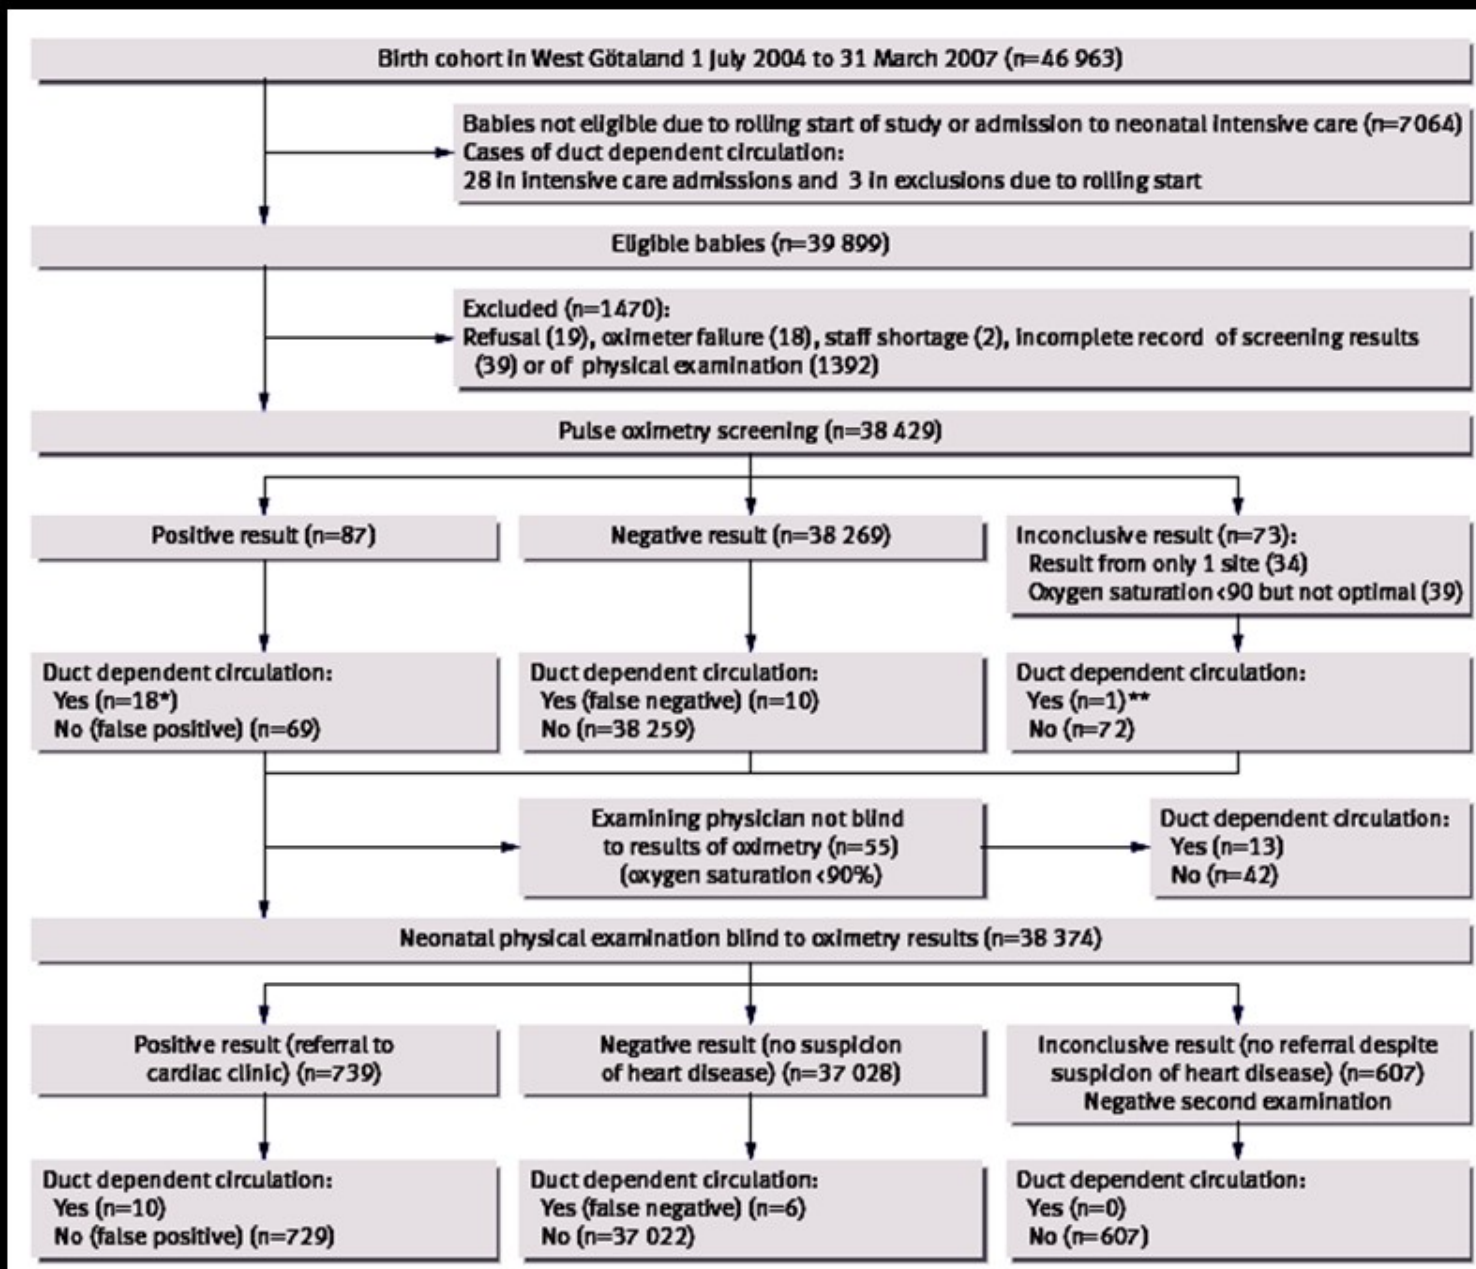 Birth cohort in West Götaland 1 July 2004 to 31 March 2007 (n=46 963)
Babies not eligible due to rolling start of study or admission to neonatal intensive care (n=7064)
Cases of duct dependent circulation:
28 in intensive care admissions and 3 in exclusions due to rolling start
Eligible babies (n=39 899)
Excluded (n=1470):
Refusal (19), oximeter failure (18), staff shortage (2), incomplete record of screening results
(39) or of physical examination (1392)
Pulse oximetry screening (n=38 429)
Positive result (n=87)
Negative result (n=38 269)
Inconclusive result (n=73):
Result from only 1 site (34)
Oxygen saturation <90 but not optimal (39)
Duct dependent circulation:
Yes (n=18*)
No (false positive) (n=69)
Duct dependent circulation:
Yes (false negative) (n=10)
No (n=38 259)
Duct dependent circulation:
Yes (n=1)**
No (n=72)
Examining physician not blind
to results of oximetry (n=55)
(oxygen saturation <90%)
Duct dependent circulation:
Yes (n=13)
No (n=42)
Neonatal physical examination blind to oximetry results (n=38 374)
Positive result (referral to
cardiac clinic) (n=739)
Negative result (no suspicion
of heart disease) (n=37 028)
Inconclusive result (no referral despite
suspicion of heart disease) (n=607)
Negative second examination
Duct dependent circulation:
Yes (n=10)
No (false positive) (n=729)
Duct dependent circulation:
Yes (false negative) (n=6)
No (n=37 022)
Duct dependent circulation:
Yes (n=0)
No (n=607)